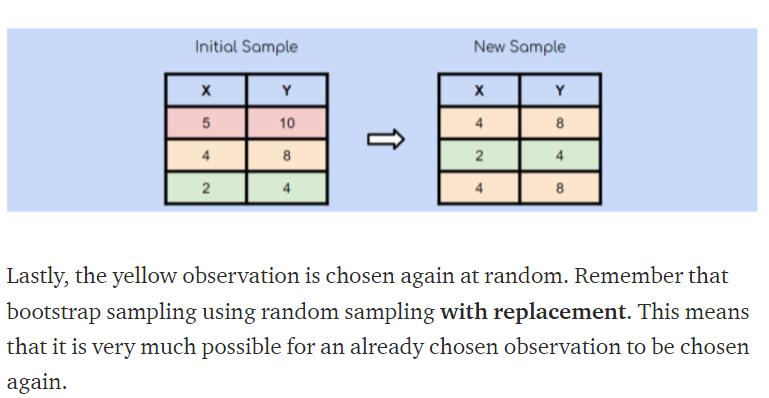 Initial Sample New Sample
X Y X Y
5 10 4 8
4 8 2 4
2 4 4 8
Lastly, the yellow observation is chosen again at random. Remember that
bootstrap sampling using random sampling with replacement. This means
that it is very much possible for an already chosen observation to be chosen
again.